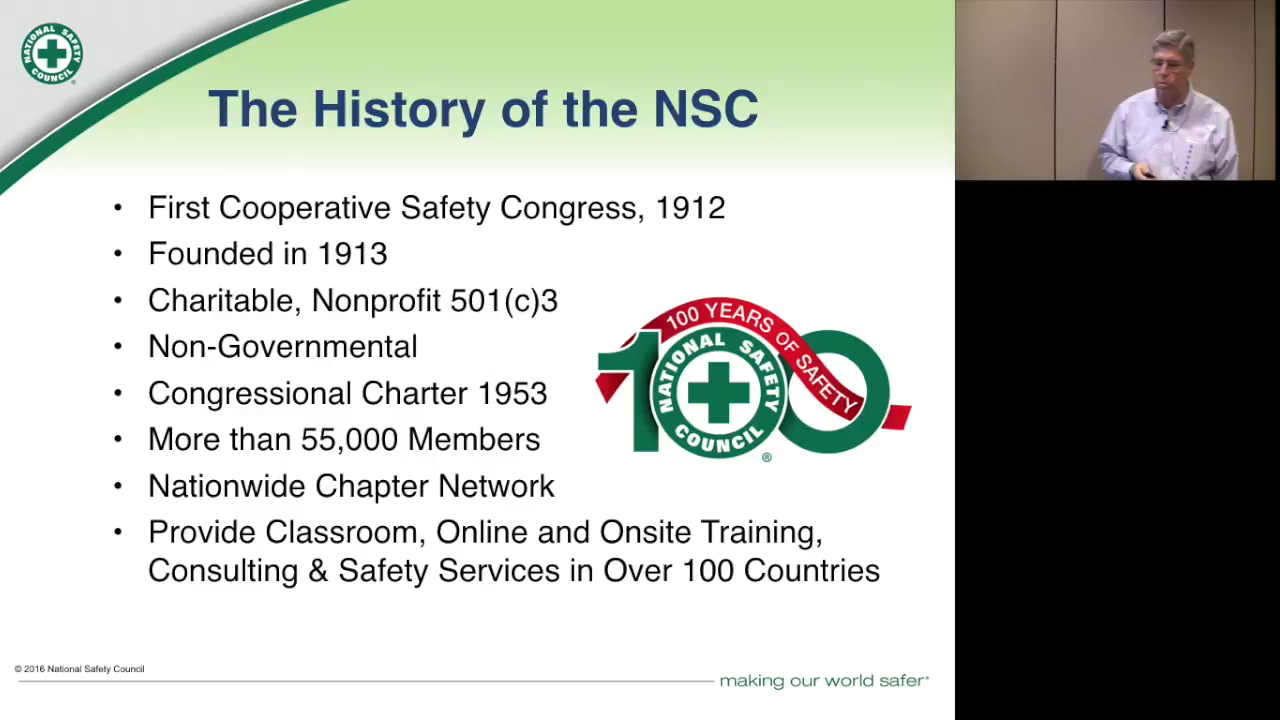 NATIONAL SAFETY COUNCIL ®
The History of the NSC
• First Cooperative Safety Congress, 1912
• Founded in 1913
• Charitable, Nonprofit 501(c)3
• Non-Governmental
• Congressional Charter 1953
• More than 55,000 Members
• Nationwide Chapter Network
• Provide Classroom, Online and Onsite Training,
Consulting & Safety Services in Over 100 Countries
100 YEARS OF SAFETY
100
NATIONAL SAFETY COUNCIL ®
© 2016 National Safety Council
making our world safer®